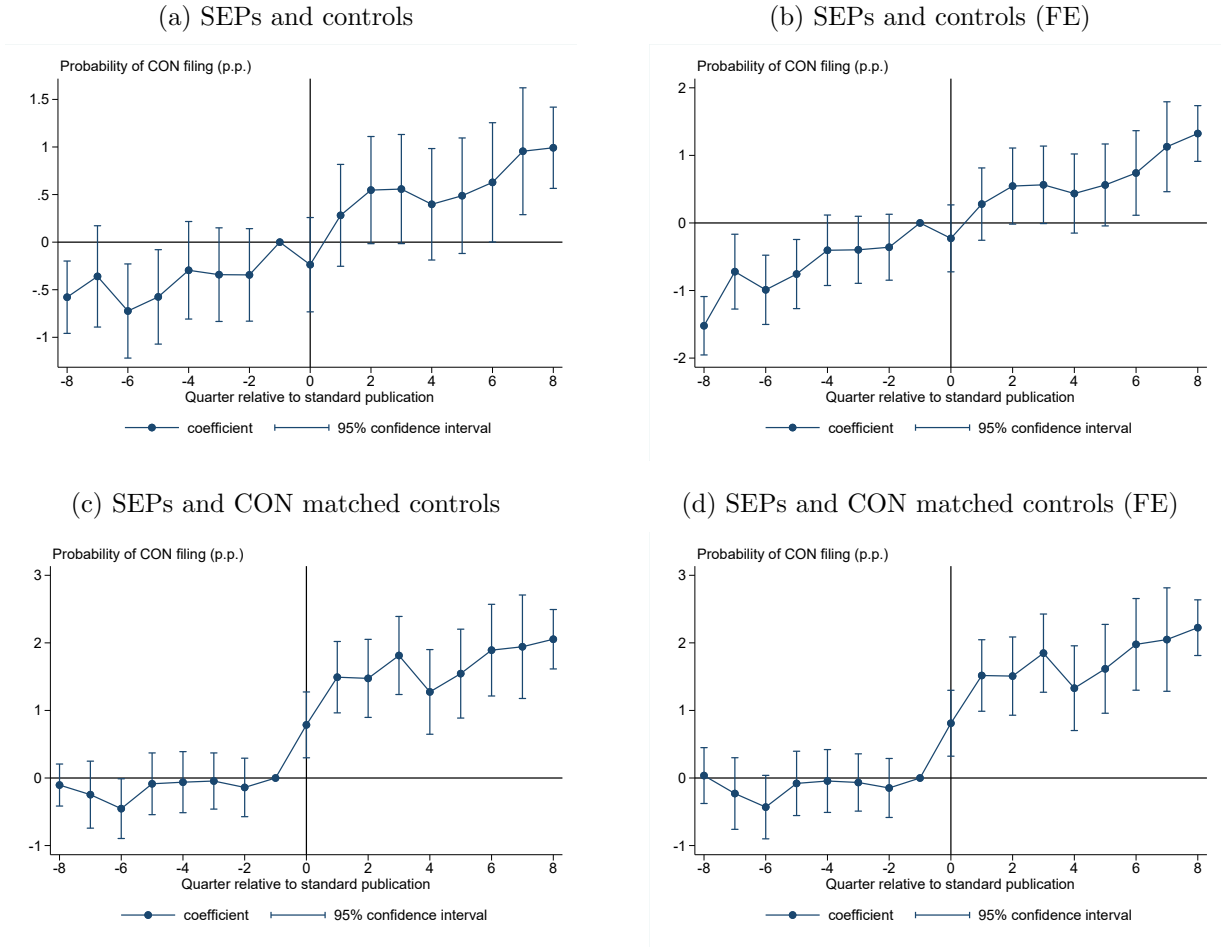 (a) SEPs and controls
Probability of CON filing (p.p.)
1.5
1
.5
0
-.5
-1
-8 -6 -4 -2 0 2 4 6 8
Quarter relative to standard publication
coefficient 95% confidence interval
(b) SEPs and controls (FE)
Probability of CON filing (p.p.)
2
1
0
-1
-2
-8 -6 -4 -2 0 2 4 6 8
Quarter relative to standard publication
coefficient 95% confidence interval
(c) SEPs and CON matched controls
Probability of CON filing (p.p.)
3
2
1
0
-1
-8 -6 -4 -2 0 2 4 6 8
Quarter relative to standard publication
coefficient 95% confidence interval
(d) SEPs and CON matched controls (FE)
Probability of CON filing (p.p.)
3
2
1
0
-1
-8 -6 -4 -2 0 2 4 6 8
Quarter relative to standard publication
coefficient 95% confidence interval